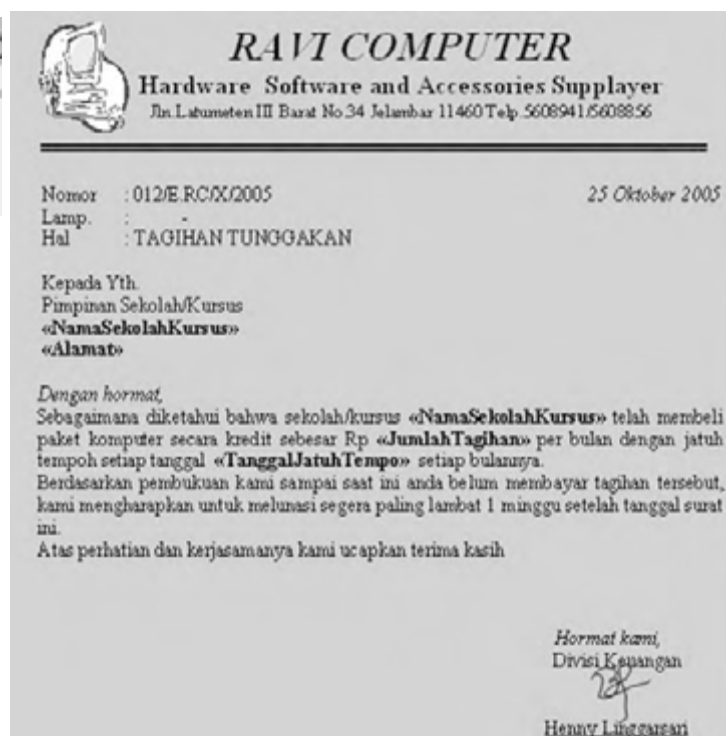 RAVI COMPUTER
Hardware Software and Accessories Supplayer
Jln.Latumeten III Barat No.34 Jelambar 11460 Telp.5608941/5608856
Nomor : 012/E.RC/X/2005 25 Oktober 2005
Lamp. : -
Hal : TAGIHAN TUNGGAKAN
Kepada Yth.
Pimpinan Sekolah/Kursus
«NamaSekolahKursus»
«Alamat»
Dengan hormat,
Sebagaimana diketahui bahwa sekolah/kursus «NamaSekolahKursus» telah membeli
paket komputer secara kredit sebesar Rp «JumlahTagihan» per bulan dengan jatuh
tempoh setiap tanggal «TanggalJatuhTempo» setiap bulannya.
Berdasarkan pembukuan kami sampai saat ini anda belum membayar tagihan tersebut,
kami mengharapkan untuk melunasi segera paling lambat 1 minggu setelah tanggal surat
ini.
Atas perhatian dan kerjasamanya kami ucapkan terima kasih
Hormat kami,
Divisi Keuangan
Henny Linggarsari